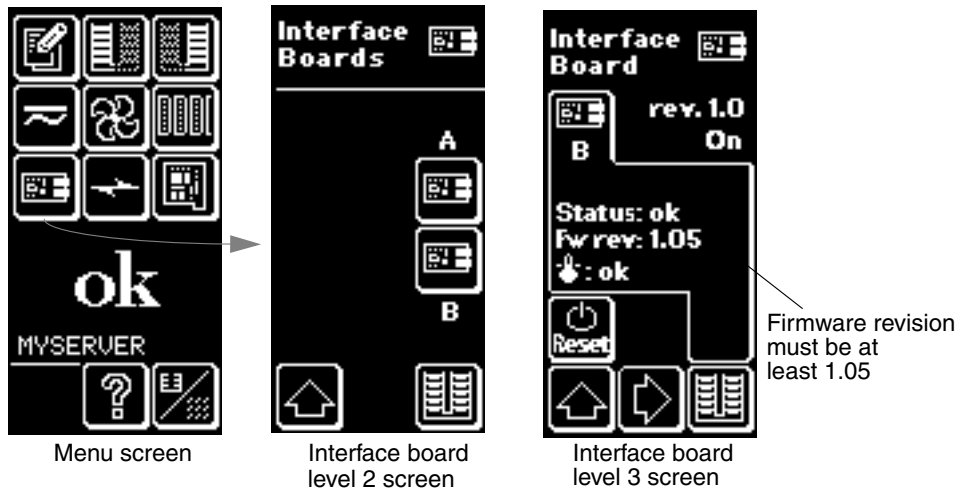 ok
MYSERVER
Menu screen
Interface
Boards
A
B
Interface board
level 2 screen
Interface
Board
rev. 1.0
On
B
Status: ok
Fw rev: 1.05
: ok
Reset
Interface board
level 3 screen
Firmware revision
must be at
least 1.05